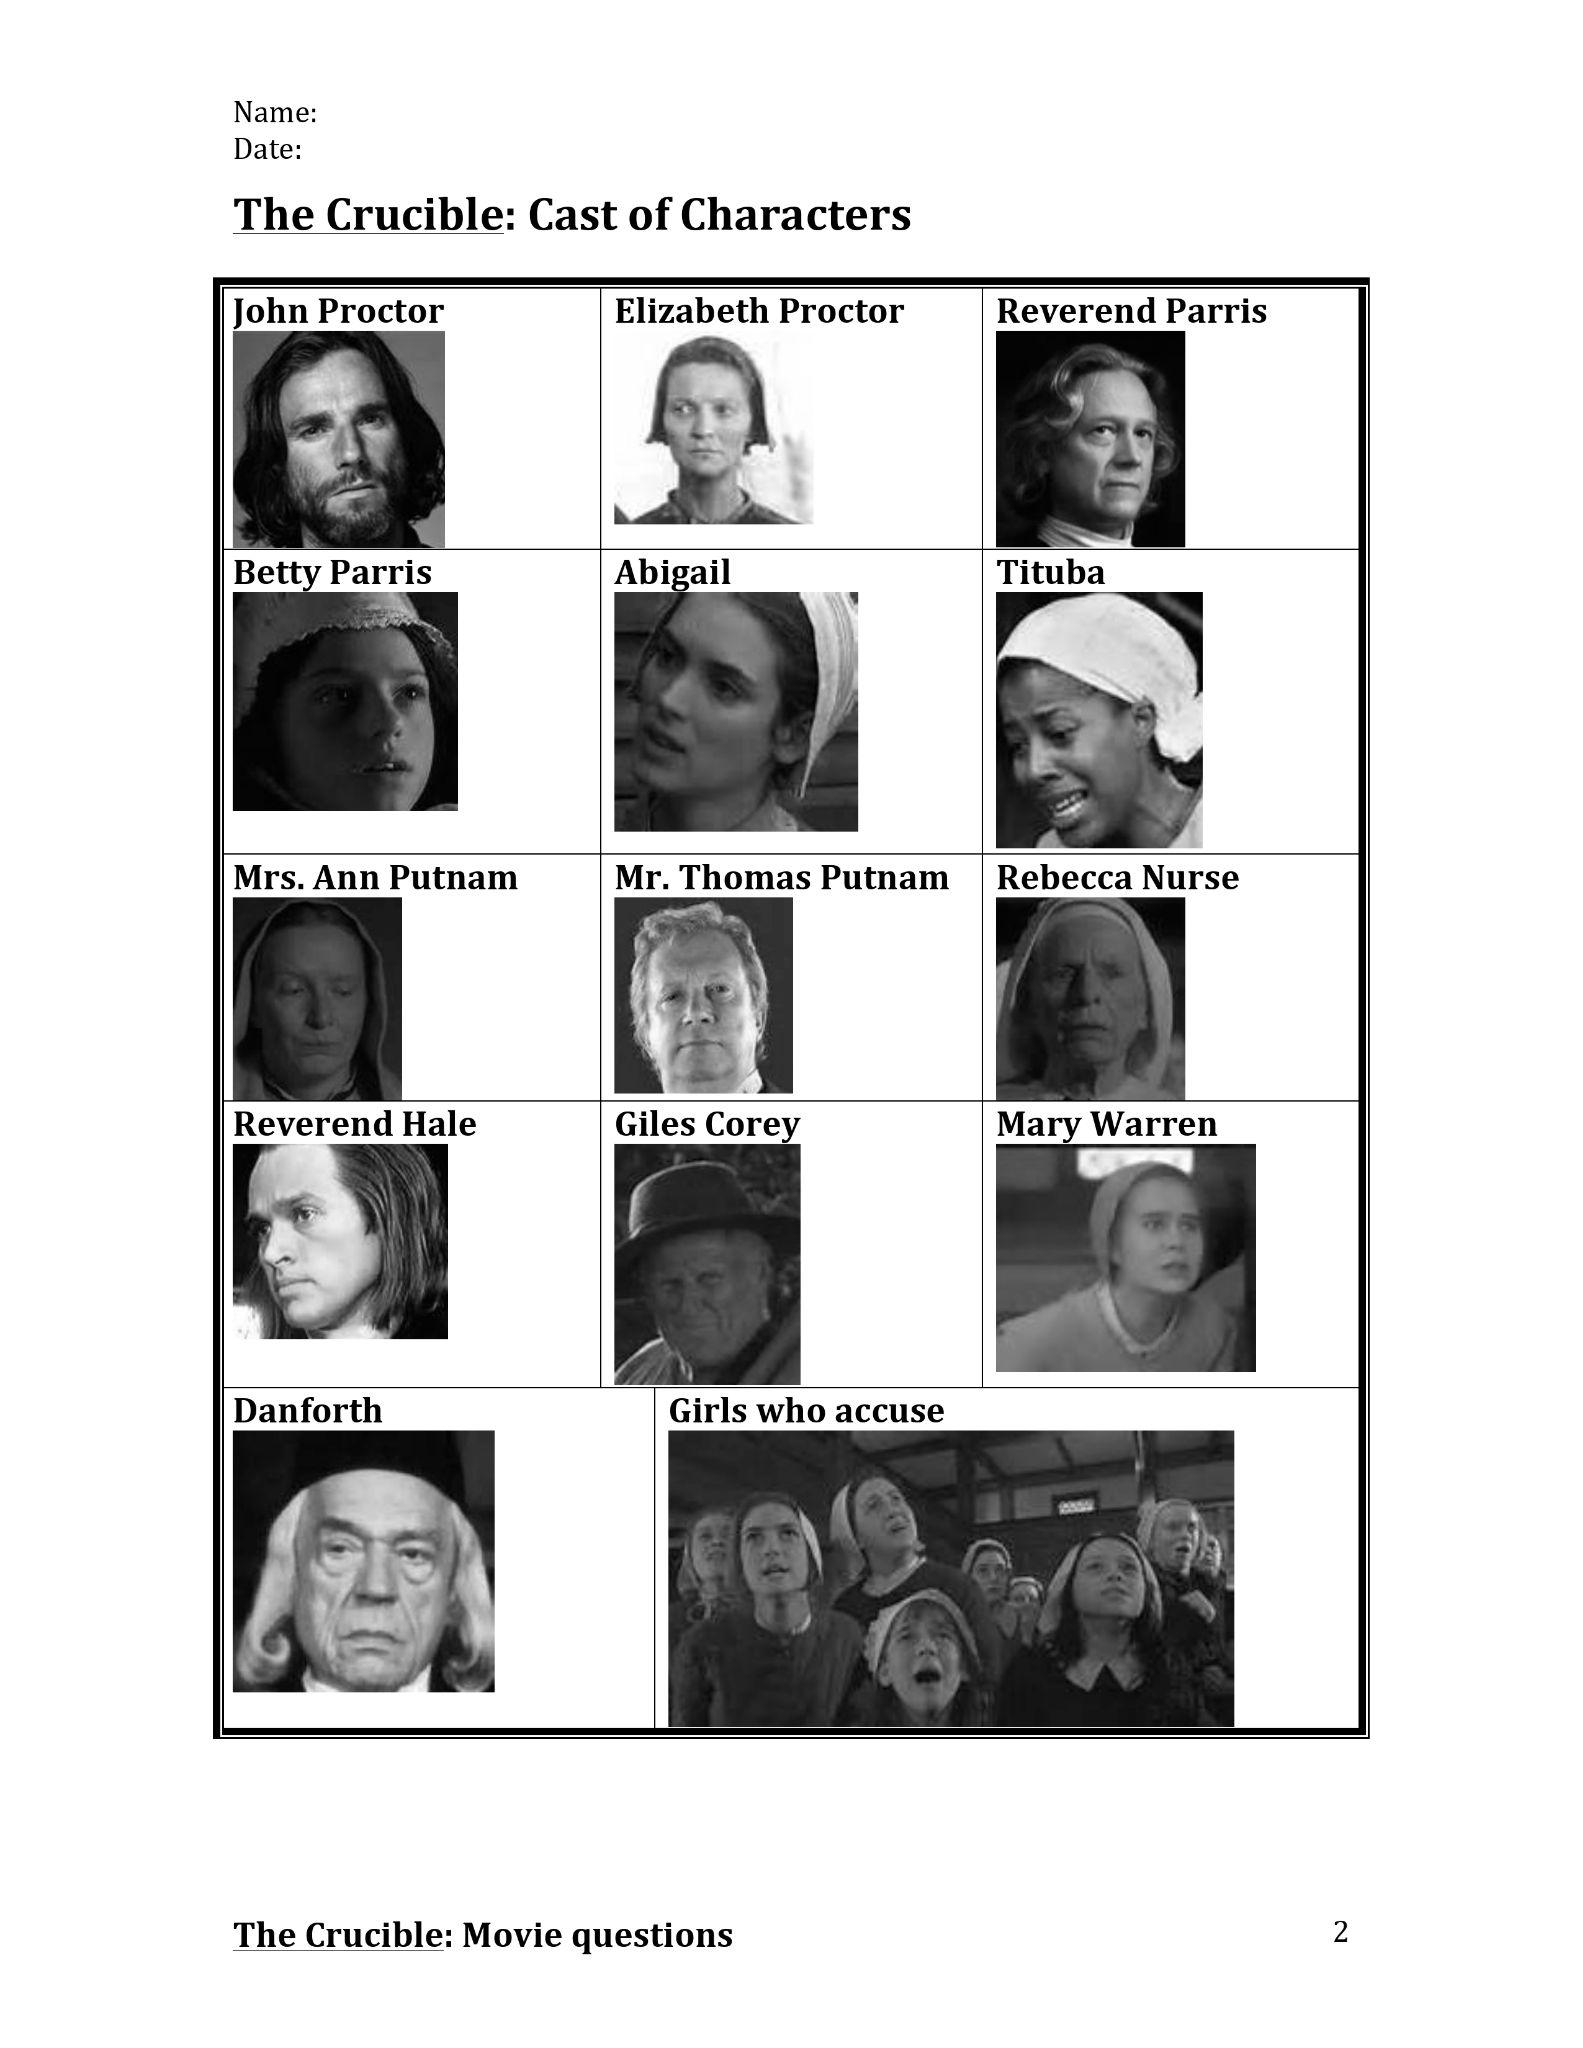 Name:
Date:
The Crucible: Cast of Characters
John Proctor
Elizabeth Proctor
Reverend Parris
Betty Parris
Abigail
Tituba
Mrs. Ann Putnam
Mr. Thomas Putnam
Rebecca Nurse
Reverend Hale
Giles Corey
Mary Warren
Danforth
Girls who accuse
The Crucible: Movie questions
2